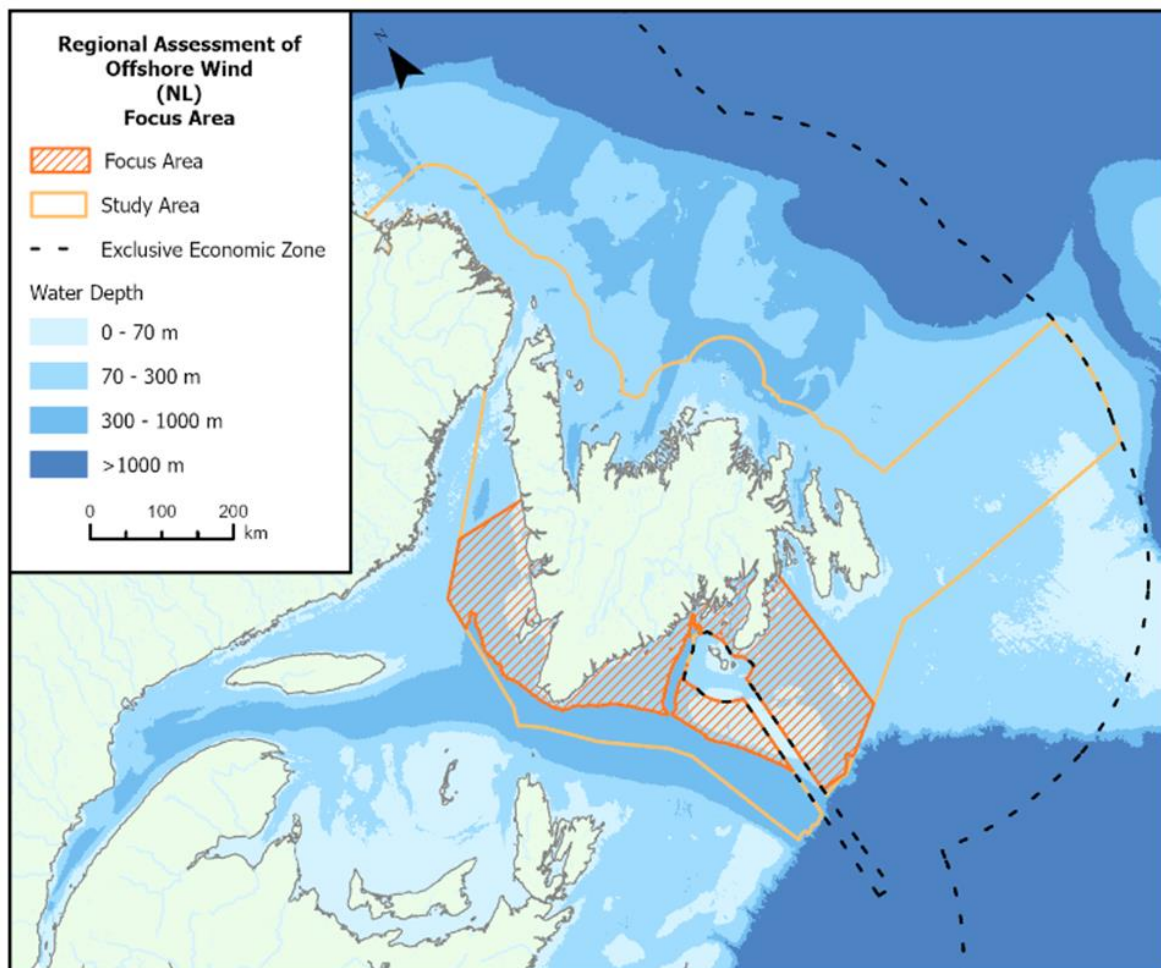 Regional Assessment of
Offshore Wind
(NL)
Focus Area
Focus Area
Study Area
Exclusive Economic Zone
Water Depth
0 - 70 m
70 - 300 m
300 - 1000 m
>1000 m
0 100 200
km
N